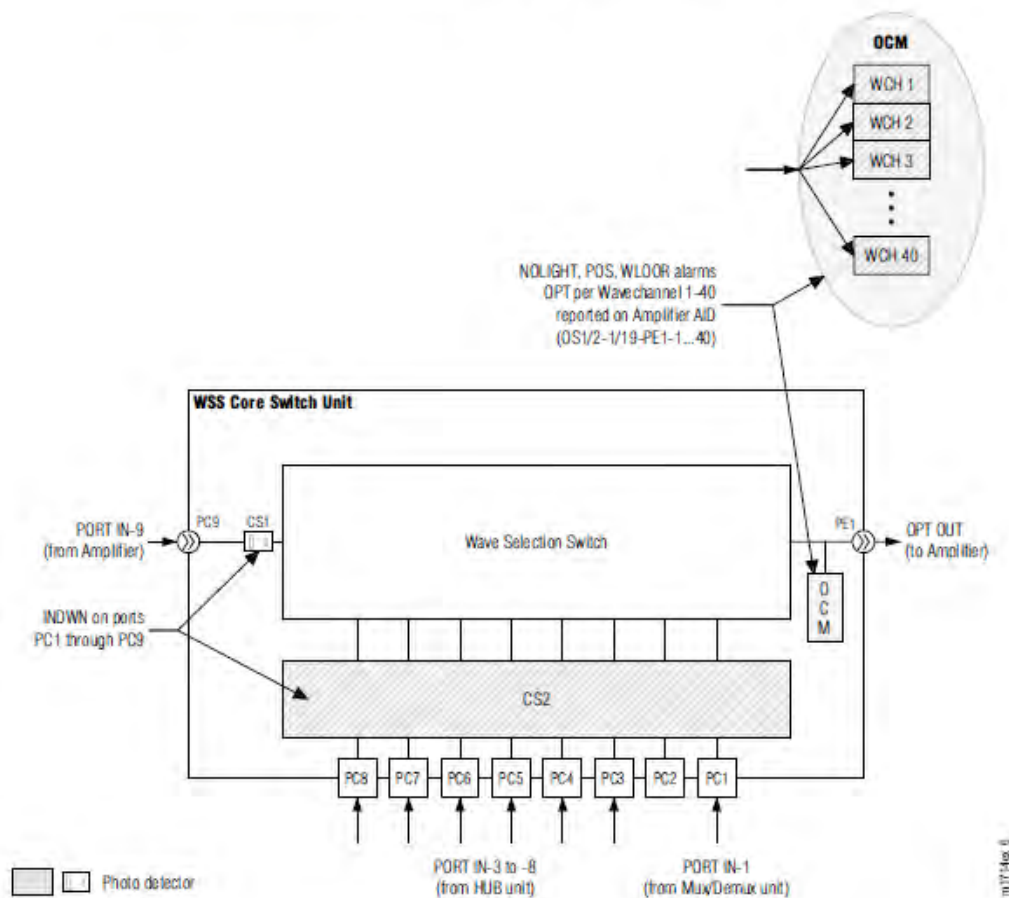 OCM
WCH 1
WCH 2
WCH 3
WCH 40
NOLIGHT, POS, WLOOR alarms
OPT per Wavechannel 1-40
reported on Amplifier AID
(OS1/2-1/19-PE1-1...40)
WSS Core Switch Unit
PORT IN-9
(from Amplifier)
PC9
CS1
Wave Selection Switch
PE1
OPT OUT
(to Amplifier)
O
C
M
INDWN on ports
PC1 through PC9
CS2
PC8
PC7
PC6
PC5
PC4
PC3
PC2
PC1
PORT IN-3 to -8
(from HUB unit)
PORT IN-1
(from Mux/Demux unit)
Photo detector